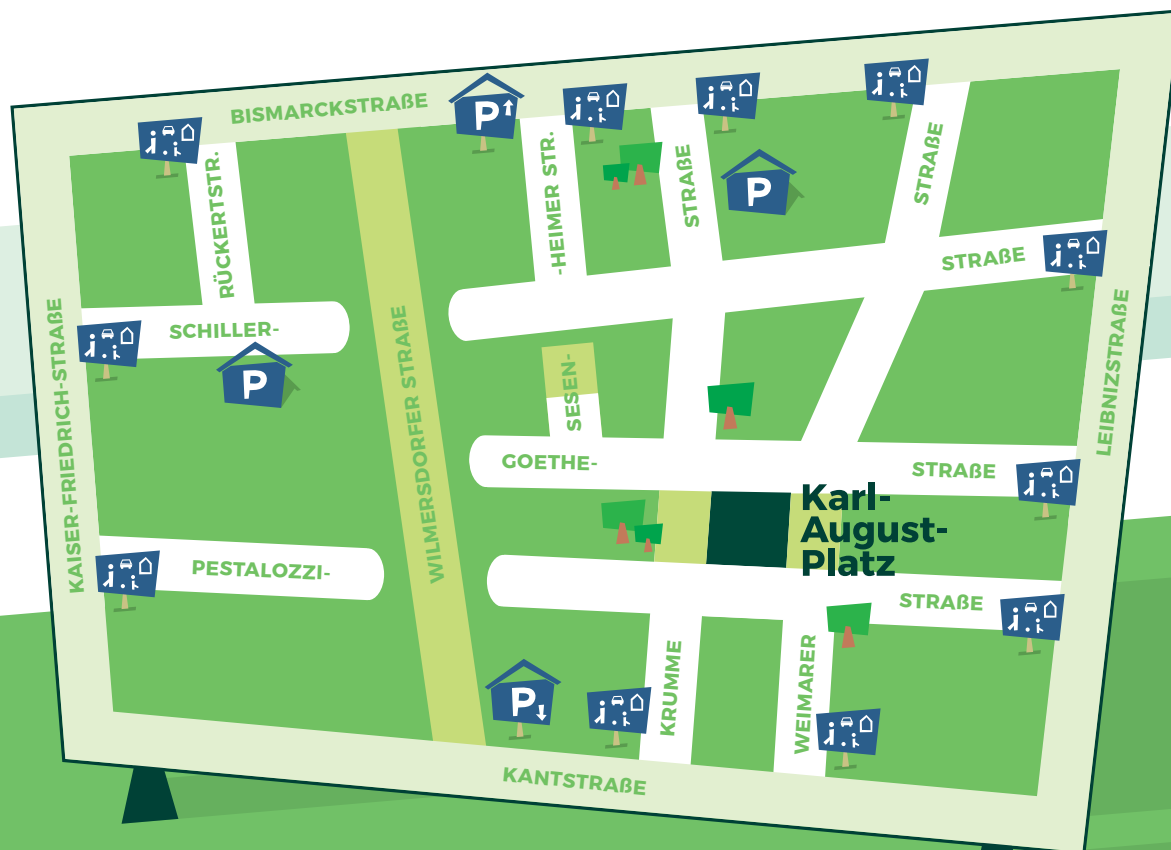 BISMARCKSTRAßE
P
RÜCKERTSTR.
-HEIMER STR.
STRAßE
P
STRAßE
STRAßE
SCHILLER-
P
KAISER-FRIEDRICH-STRAßE
WILMERSDORFER STRAßE
LEIBNIZSTRAßE
SESEN-
GOETHE-
STRAßE
Karl-
August-
Platz
PESTALOZZI-
STRAßE
KRUMME
WEIMARER
P
KANTSTRAßE